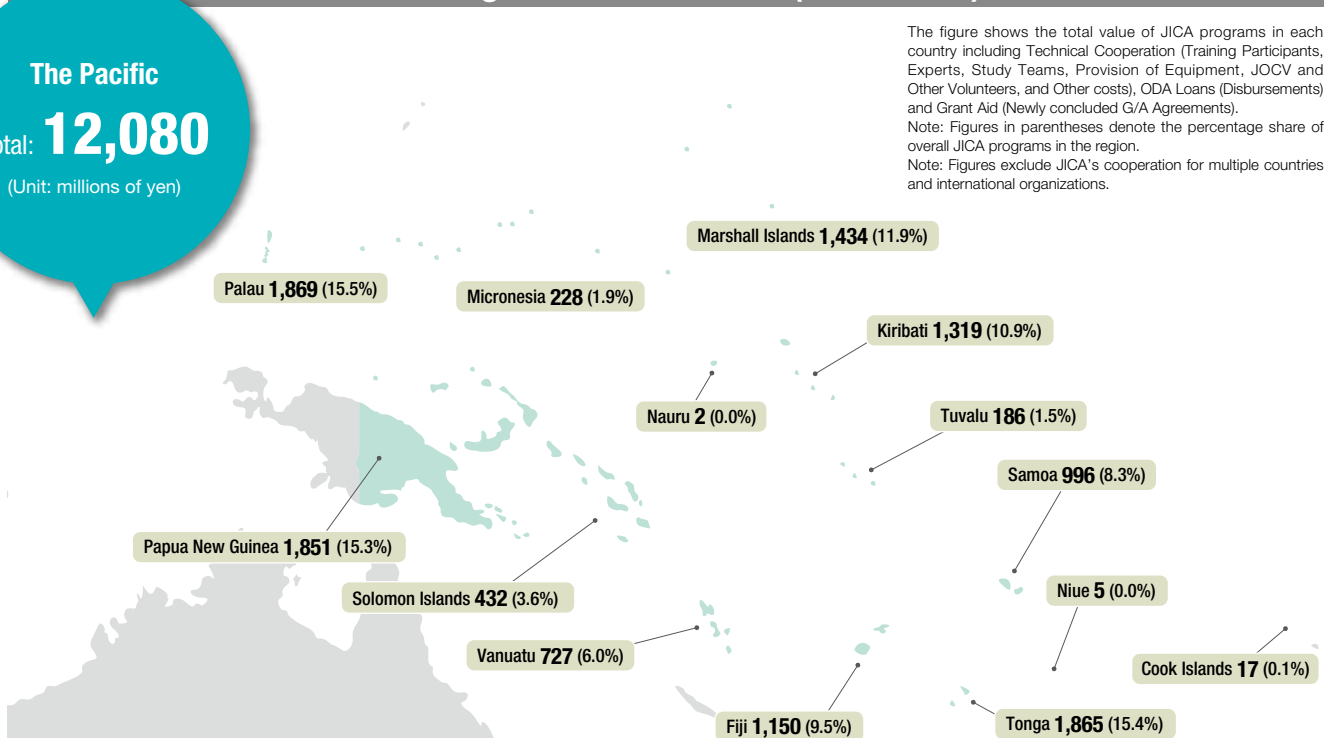 The Pacific
12,080
(Unit: millions of yen)
The figure shows the total value of JICA programs in each
country including Technical Cooperation (Training Participants,
Experts, Study Teams, Provision of Equipment, JOCV and
Other Volunteers, and Other costs), ODA Loans (Disbursements)
and Grant Aid (Newly concluded G/A Agreements).
Note: Figures in parentheses denote the percentage share of
overall JICA programs in the region.
Note: Figures exclude JICA's cooperation for multiple countries
and international organizations.
Marshall Islands 1,434 (11.9%)
Palau 1,869 (15.5%)
Micronesia 228 (1.9%)
Kiribati 1,319 (10.9%)
Nauru 2 (0.0%)
Tuvalu 186 (1.5%)
Samoa 996 (8.3%)
Papua New Guinea 1,851 (15.3%)
Solomon Islands 432 (3.6%)
Niue 5 (0.0%)
Vanuatu 727 (6.0%)
Cook Islands 17 (0.1%)
Fiji 1,150 (9.5%)
Tonga 1,865 (15.4%)